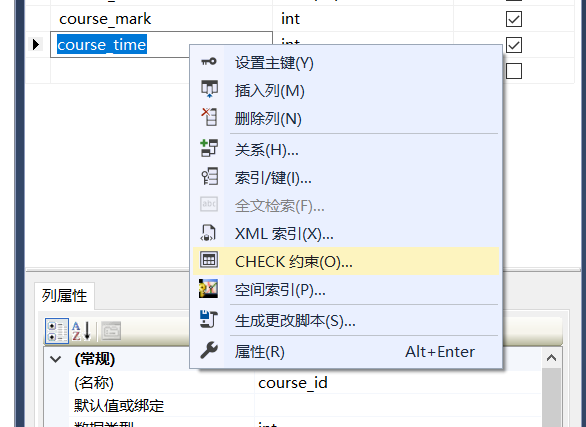 course_mark int
course_time int
设置主键(Y)
插入列(M)
删除列(N)
关系(H)...
索引/键(I)...
abc 全文检索(F)...
XML 索引(X)...
CHECK 约束(O)...
空间索引(P)...
生成更改脚本(S)...
属性(R) Alt+Enter
列属性
(常规)
(名称) course_id
默认值或绑定
数据类型 int